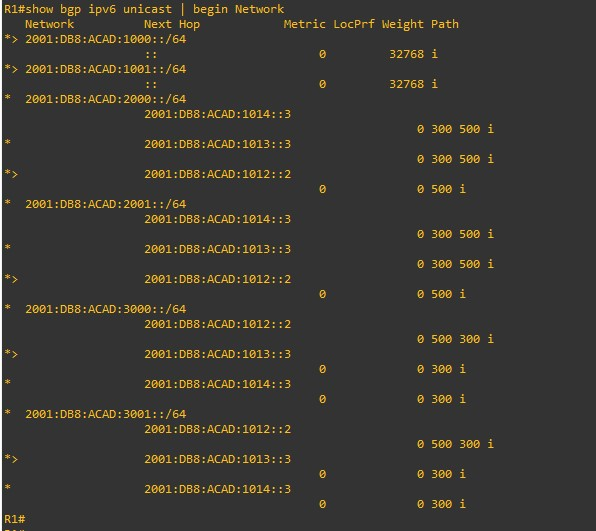 R1#show bgp ipv6 unicast | begin Network
   Network          Next Hop            Metric LocPrf Weight Path
*> 2001:DB8:ACAD:1000::/64
                    ::                       0         32768 i
*> 2001:DB8:ACAD:1001::/64
                    ::                       0         32768 i
*  2001:DB8:ACAD:2000::/64
                    2001:DB8:ACAD:1014::3
                                                           0 300 500 i
*                   2001:DB8:ACAD:1013::3
                                                           0 300 500 i
*>                  2001:DB8:ACAD:1012::2
                                             0             0 500 i
*  2001:DB8:ACAD:2001::/64
                    2001:DB8:ACAD:1014::3
                                                           0 300 500 i
*                   2001:DB8:ACAD:1013::3
                                                           0 300 500 i
*>                  2001:DB8:ACAD:1012::2
                                             0             0 500 i
*  2001:DB8:ACAD:3000::/64
                    2001:DB8:ACAD:1012::2
                                                           0 500 300 i
*>                  2001:DB8:ACAD:1013::3
                                             0             0 300 i
*                   2001:DB8:ACAD:1014::3
                                             0             0 300 i
*  2001:DB8:ACAD:3001::/64
                    2001:DB8:ACAD:1012::2
                                                           0 500 300 i
*>                  2001:DB8:ACAD:1013::3
                                             0             0 300 i
*                   2001:DB8:ACAD:1014::3
                                             0             0 300 i
R1#